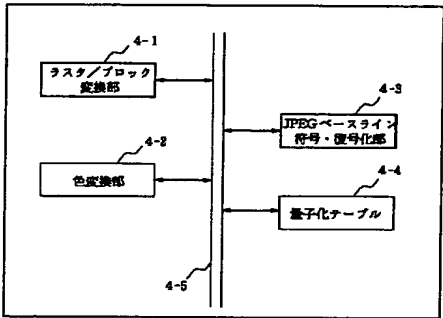 4-1
ラスタ/ブロック
変換部
4-3
JPEGベースライン
符号・復号化部
4-2
色変換部
4-4
量子化テーブル
4-5